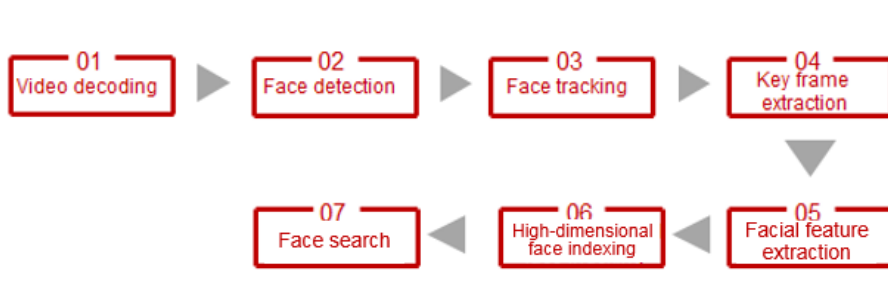 01
Video decoding
02
Face detection
03
Face tracking
04
Key frame
extraction
05
Facial feature
extraction
06
High-dimensional
face indexing
07
Face search